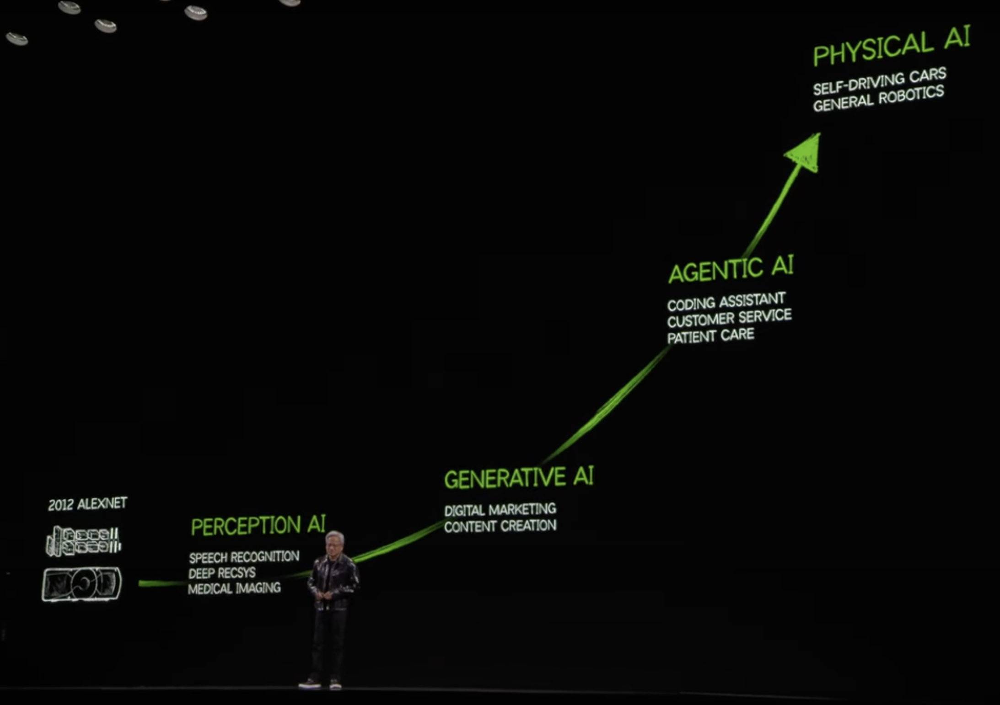 2012 ALEXNET
PERCEPTION AI
SPEECH RECOGNITION
DEEP RECSYS
MEDICAL IMAGING
GENERATIVE AI
DIGITAL MARKETING
CONTENT CREATION
AGENTIC AI
CODING ASSISTANT
CUSTOMER SERVICE
PATIENT CARE
PHYSICAL AI
SELF-DRIVING CARS
GENERAL ROBOTICS